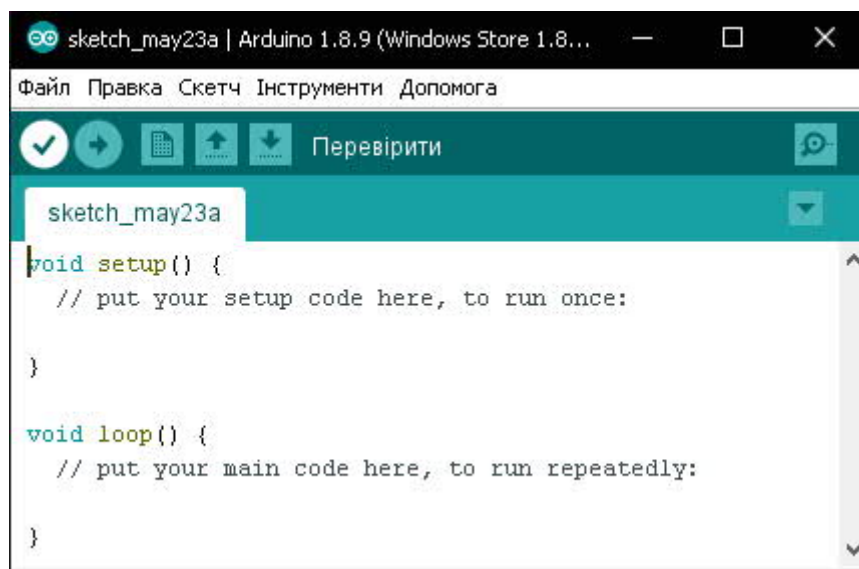 sketch_may23a | Arduino 1.8.9 (Windows Store 1.8...
Файл Правка Скетч Інструменти Допомога
Перевірити
sketch_may23a
void setup() {
  // put your setup code here, to run once:
}
void loop() {
  // put your main code here, to run repeatedly:
}